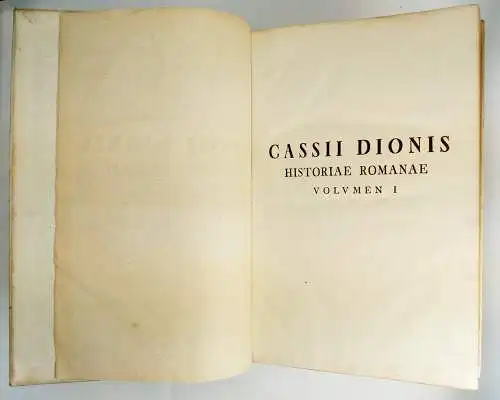 CASSII DIONIS
HISTORIAE ROMANAE
VOLVMEN I